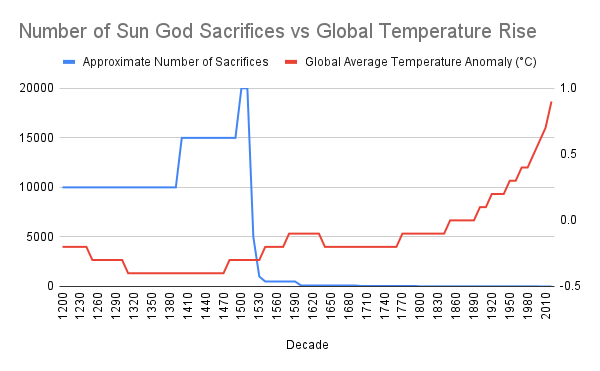 Number of Sun God Sacrifices vs Global Temperature Rise
Approximate Number of Sacrifices Global Average Temperature Anomaly (°C)
20000 1.0
15000 0.5
10000
5000 0.0
0 -0.5
1200 1230 1260 1290 1320 1350 1380 1410 1440 1470 1500 1530 1560 1590 1620 1650 1680 1710 1740 1770 1800 1830 1860 1890 1920 1950 1980 2010
Decade